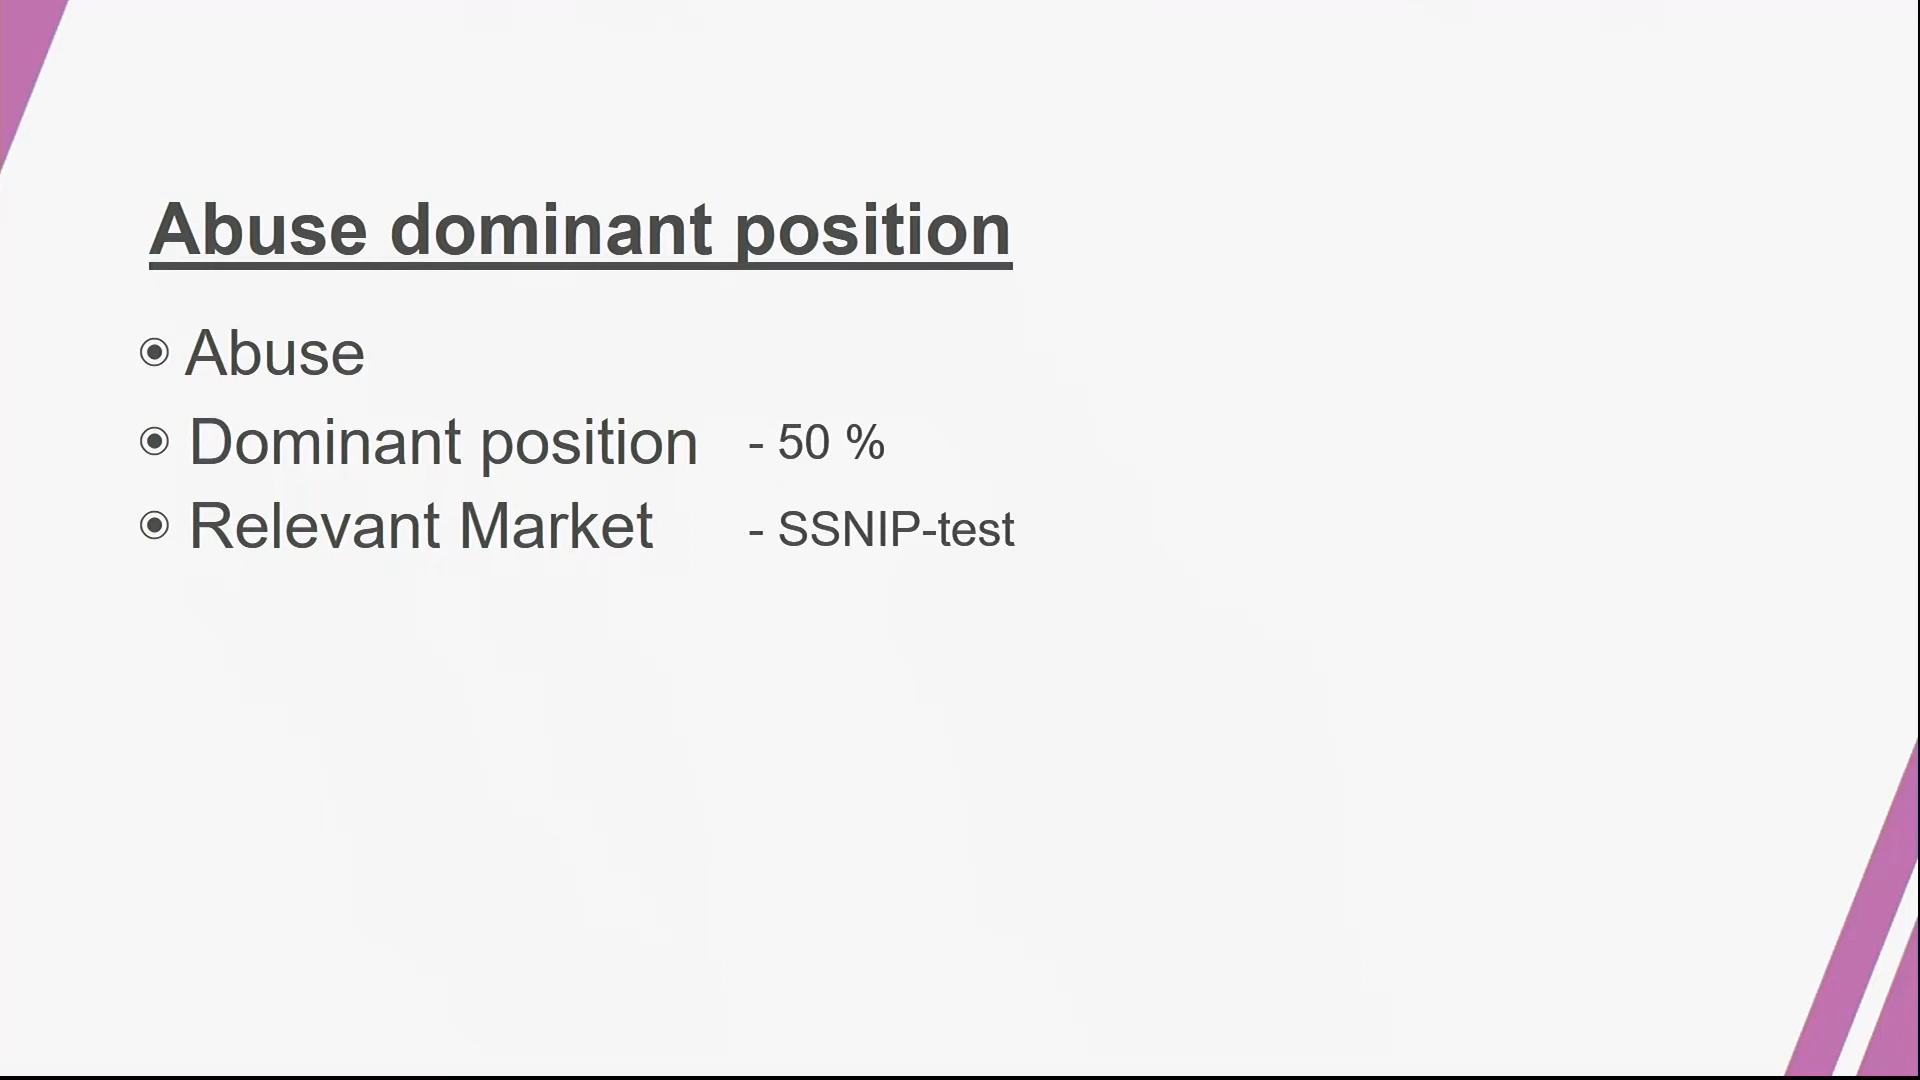 Abuse dominant position
Abuse
Dominant position - 50 %
Relevant Market - SSNIP-test